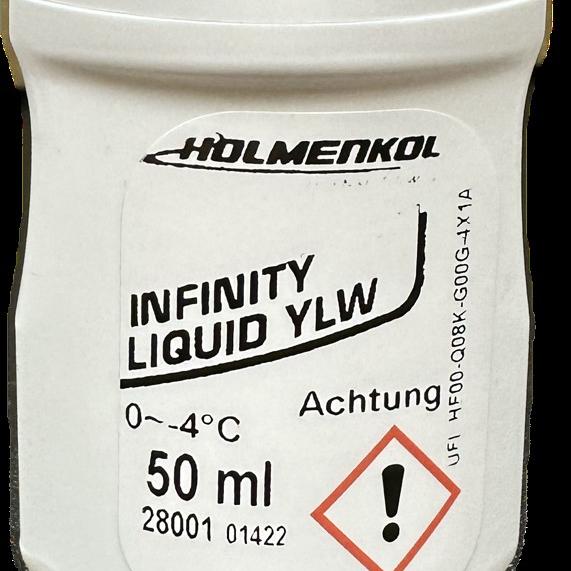 HOLMENKOL
INFINITY
LIQUID YLW
0~-4°C
Achtung
50 ml
28001 01422
UFI HF00-Q08K-G00G-4X1A